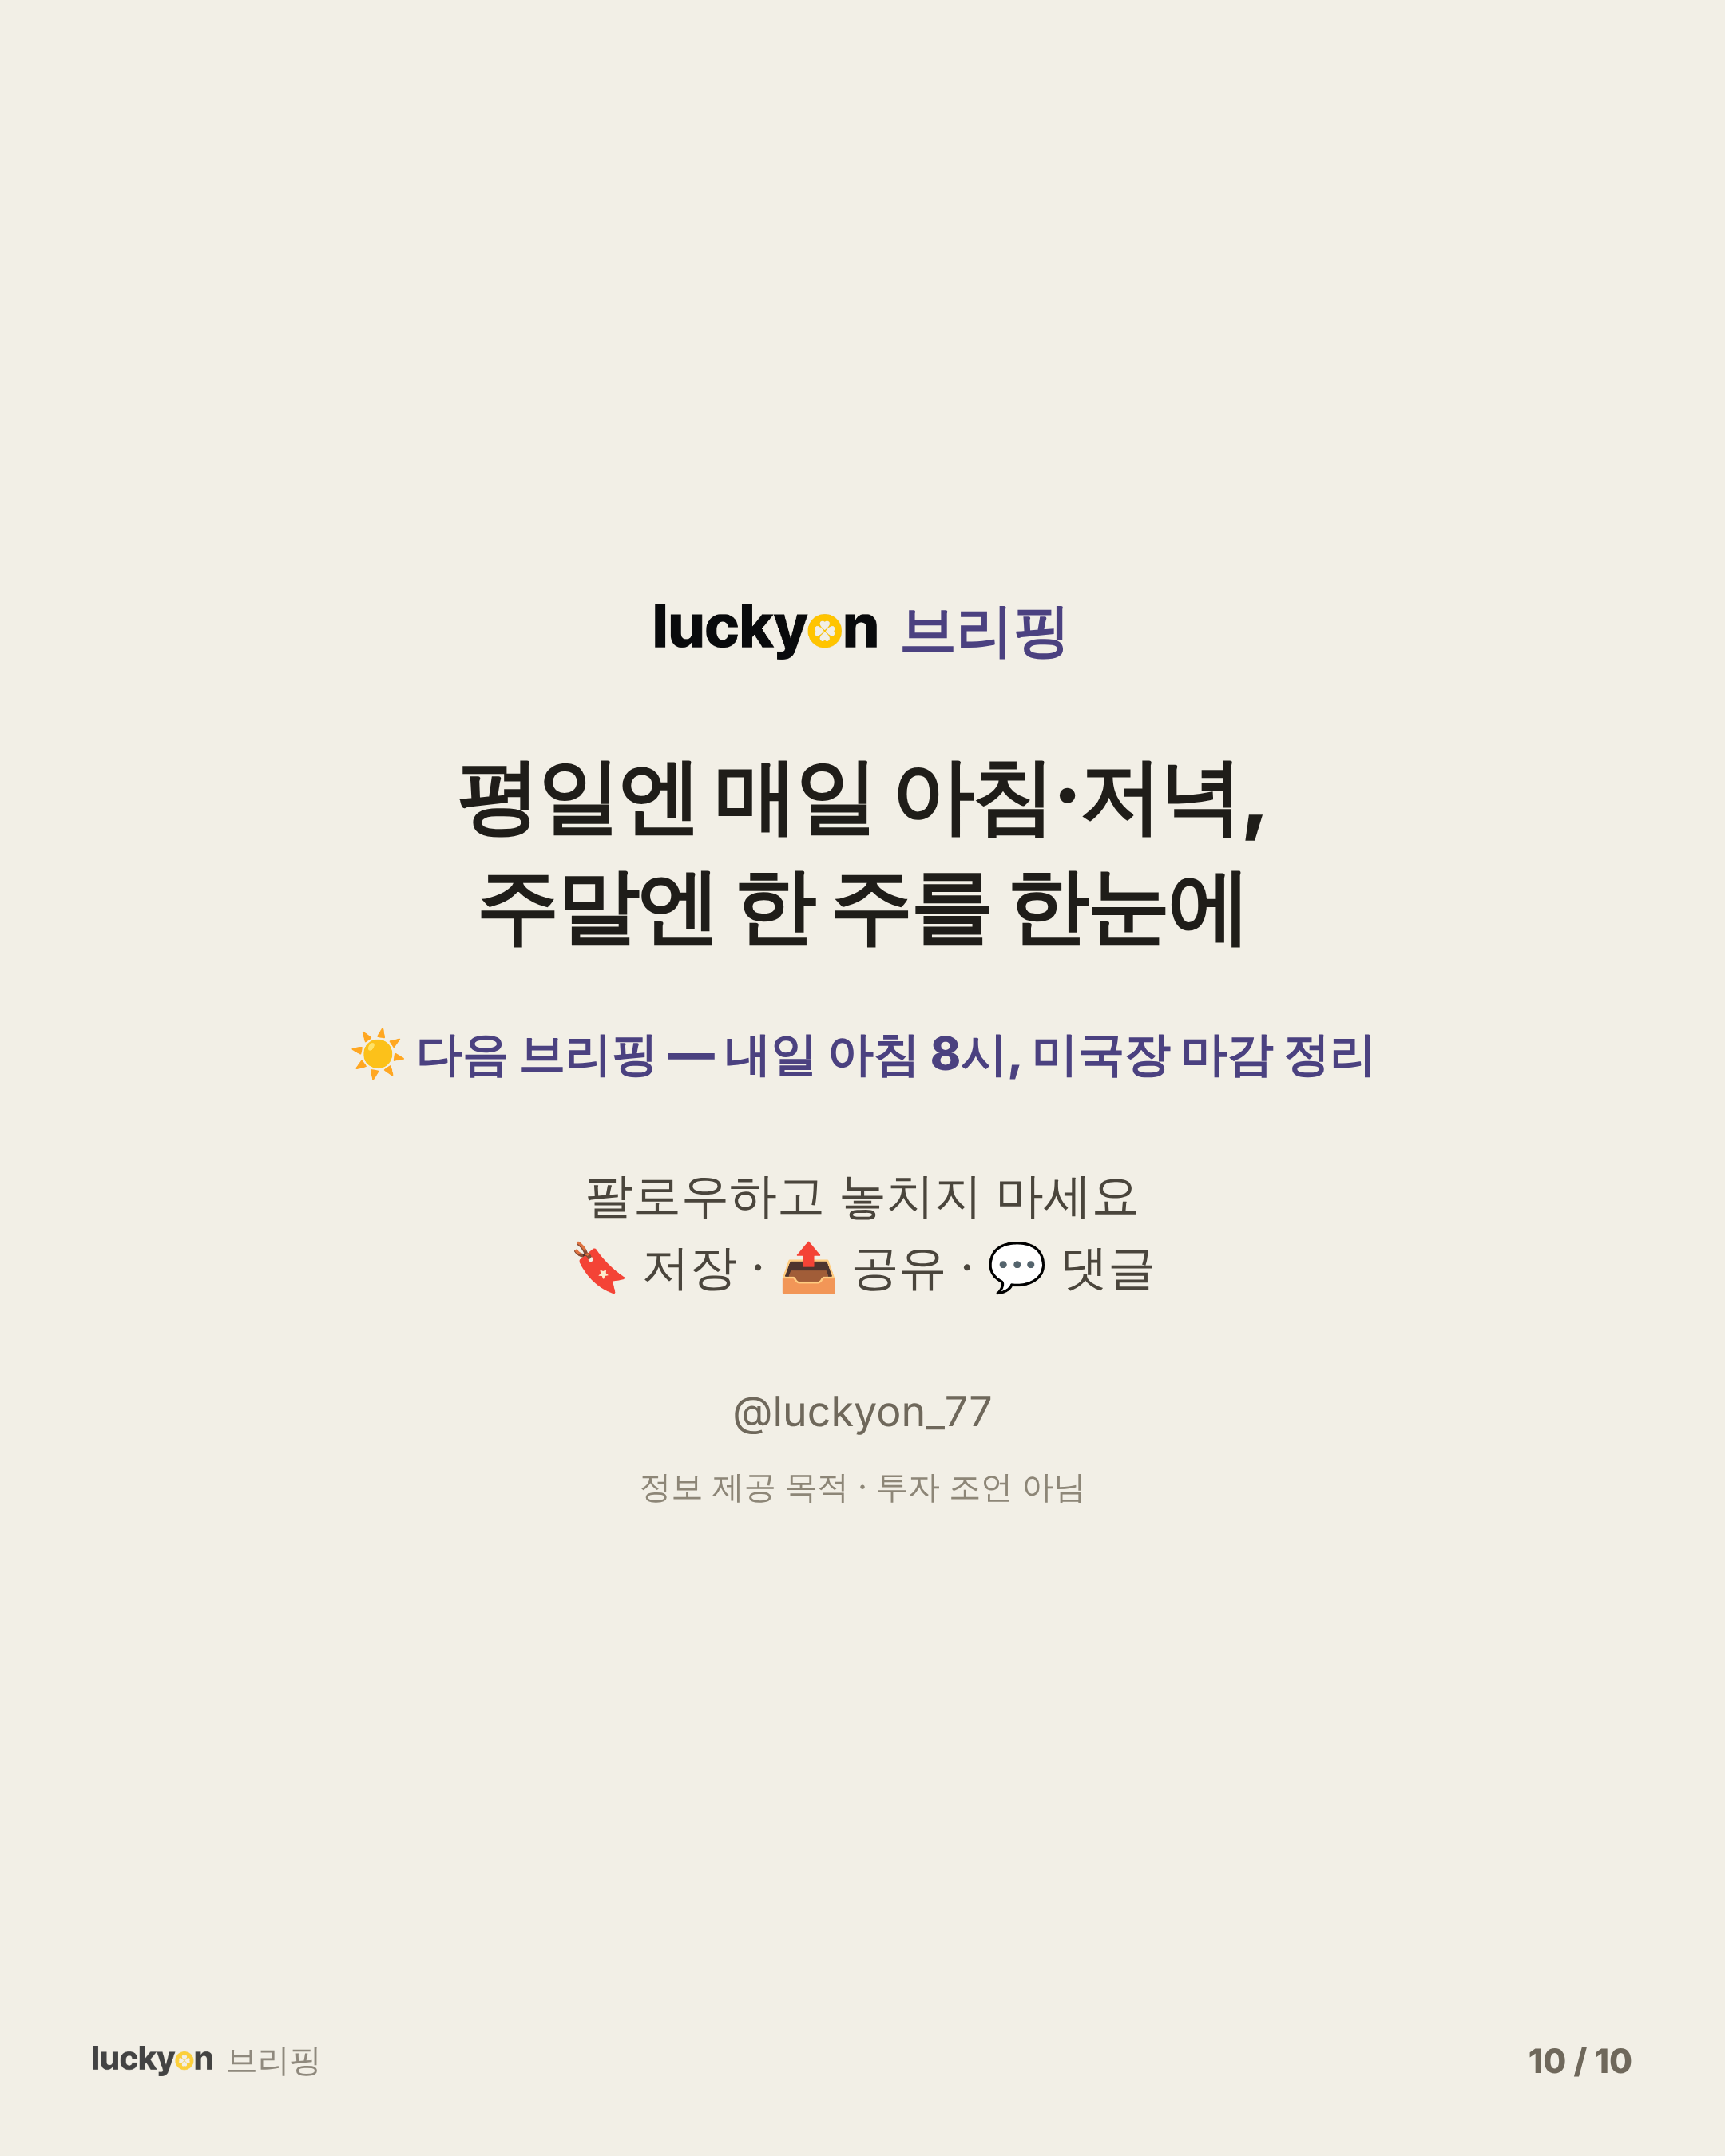 luckyon 브리핑
평일엔 매일 아침·저녁,
주말엔 한 주를 한눈에
☀️ 다음 브리핑 — 내일 아침 8시, 미국장 마감 정리
팔로우하고 놓치지 마세요
🔖 저장 · 📤 공유 · 💬 댓글
@luckyon_77
정보 제공 목적 · 투자 조언 아님
luckyon 브리핑
10 / 10